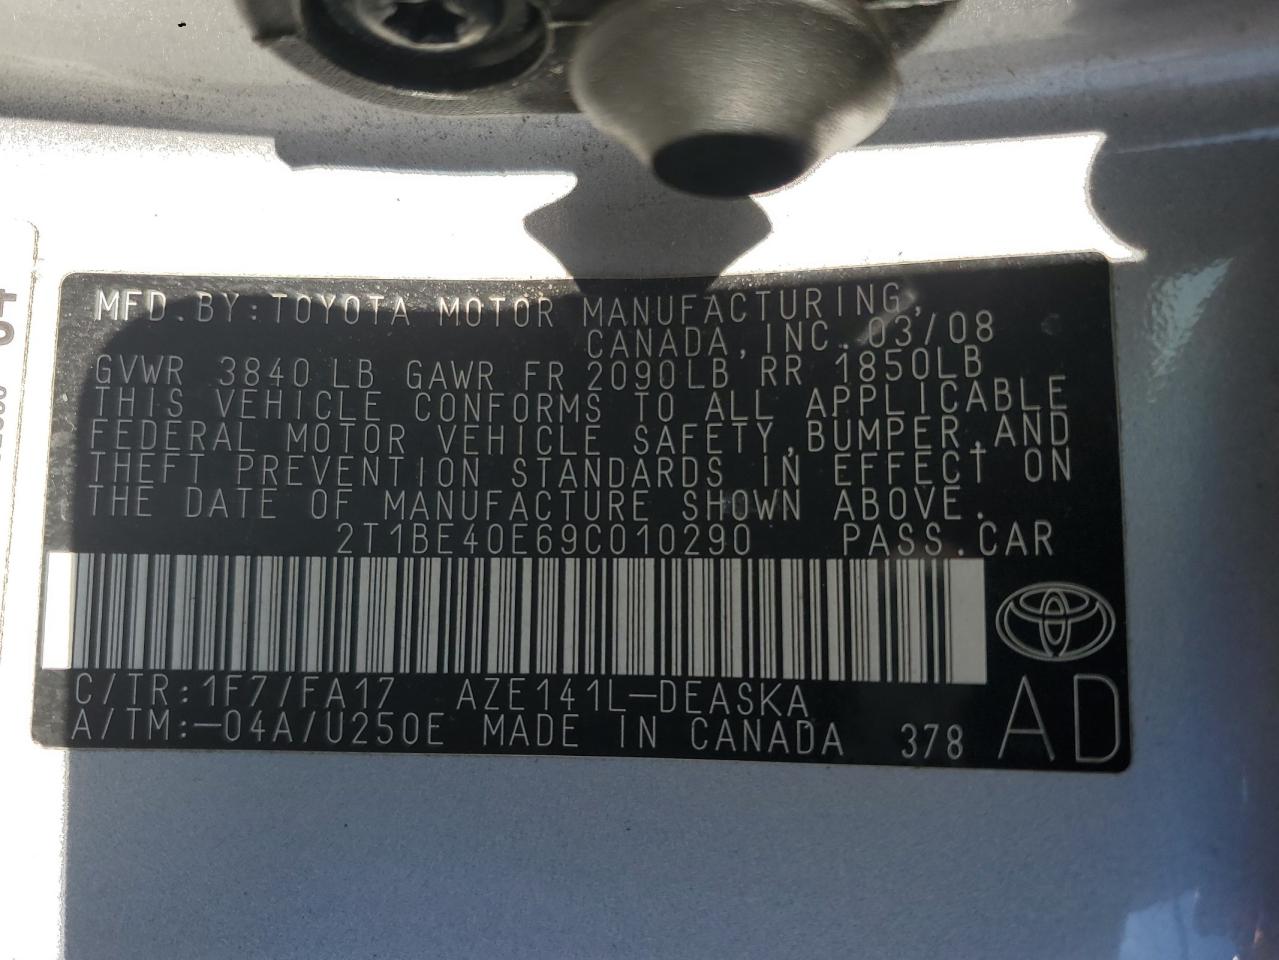 MFD.BY:TOYOTA MOTOR MANUFACTURING,
CANADA,INC. 03/08
GVWR 3840LB GAWR FR 2090LB RR 1850LB
THIS VEHICLE CONFORMS TO ALL APPLICABLE
FEDERAL MOTOR VEHICLE SAFETY,BUMPER,AND
THEFT PREVENTION STANDARDS IN EFFECT ON
THE DATE OF MANUFACTURE SHOWN ABOVE.
2T1BE40E69C010290 PASS.CAR
C/TR:1F7/FA17 AZE141L-DEASKA
A/TM:-04A/U250E MADE IN CANADA 378 AD